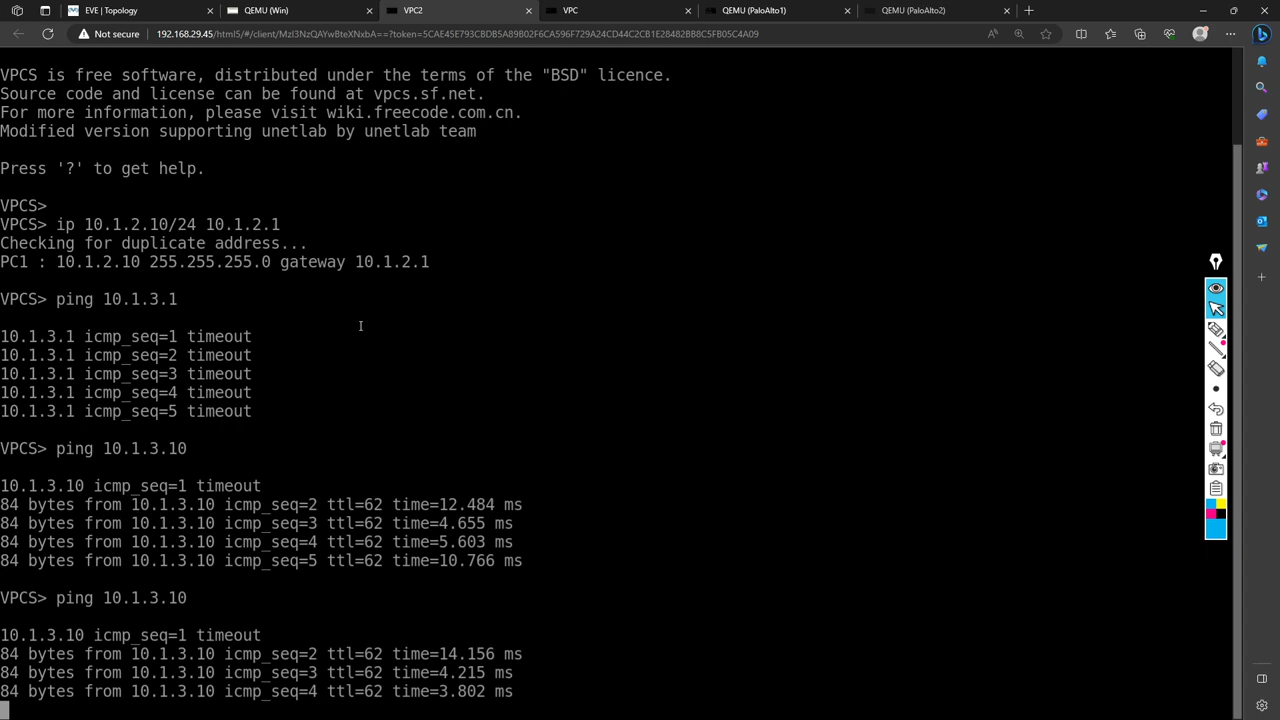 EVE | Topology
QEMU (Win)
VPC2
VPC
QEMU (PaloAlto1)
QEMU (PaloAlto2)
Not secure
192.168.29.45/html5/#/client/MzI3NzQAYwBteXNxbA==?token=5CAE45E793CBDB5A89B02F6CA596F729A24CD44C2CB1E28482BB8C5FB05C4A09
VPCS is free software, distributed under the terms of the "BSD" licence.
Source code and license can be found at vpcs.sf.net.
For more information, please visit wiki.freecode.com.cn.
Modified version supporting unetlab by unetlab team
Press '?' to get help.
VPCS>
VPCS> ip 10.1.2.10/24 10.1.2.1
Checking for duplicate address...
PC1 : 10.1.2.10 255.255.255.0 gateway 10.1.2.1
VPCS> ping 10.1.3.1
10.1.3.1 icmp_seq=1 timeout
10.1.3.1 icmp_seq=2 timeout
10.1.3.1 icmp_seq=3 timeout
10.1.3.1 icmp_seq=4 timeout
10.1.3.1 icmp_seq=5 timeout
VPCS> ping 10.1.3.10
10.1.3.10 icmp_seq=1 timeout
84 bytes from 10.1.3.10 icmp_seq=2 ttl=62 time=12.484 ms
84 bytes from 10.1.3.10 icmp_seq=3 ttl=62 time=4.655 ms
84 bytes from 10.1.3.10 icmp_seq=4 ttl=62 time=5.603 ms
84 bytes from 10.1.3.10 icmp_seq=5 ttl=62 time=10.766 ms
VPCS> ping 10.1.3.10
10.1.3.10 icmp_seq=1 timeout
84 bytes from 10.1.3.10 icmp_seq=2 ttl=62 time=14.156 ms
84 bytes from 10.1.3.10 icmp_seq=3 ttl=62 time=4.215 ms
84 bytes from 10.1.3.10 icmp_seq=4 ttl=62 time=3.802 ms